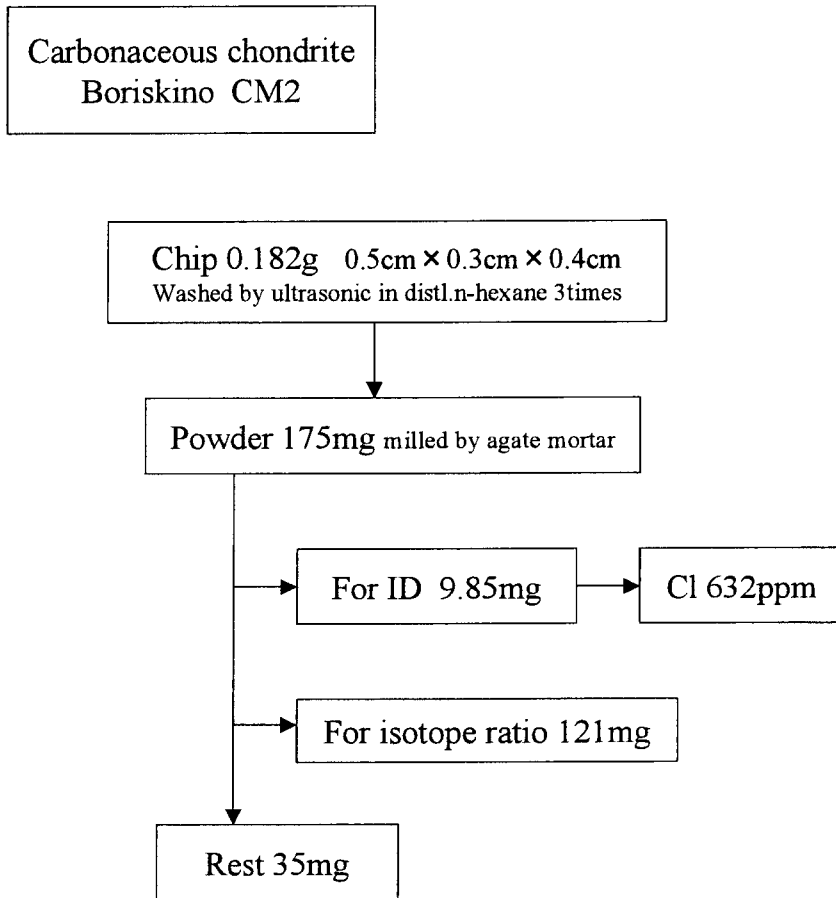 Carbonaceous chondrite
Boriskino CM2
Chip 0.182g 0.5cm × 0.3cm × 0.4cm
Washed by ultrasonic in distl.n-hexane 3times
Powder 175mg milled by agate mortar
For ID 9.85mg
Cl 632ppm
For isotope ratio 121mg
Rest 35mg